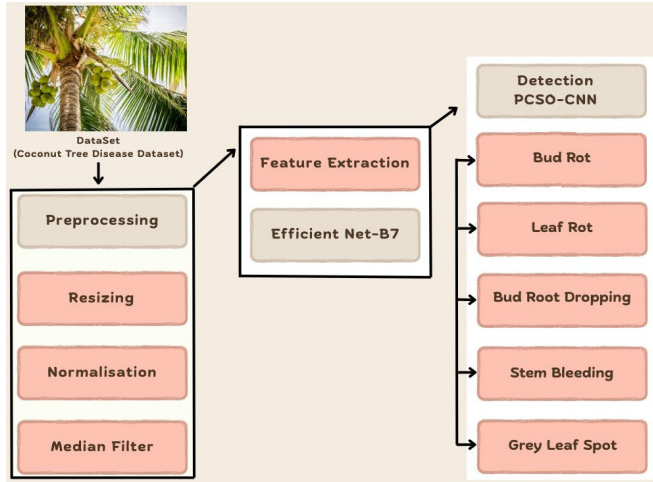 DataSet
(Coconut Tree Disease Dataset)
Preprocessing
Resizing
Normalisation
Median Filter
Feature Extraction
Efficient Net-B7
Detection
PCSO-CNN
Bud Rot
Leaf Rot
Bud Root Dropping
Stem Bleeding
Grey Leaf Spot